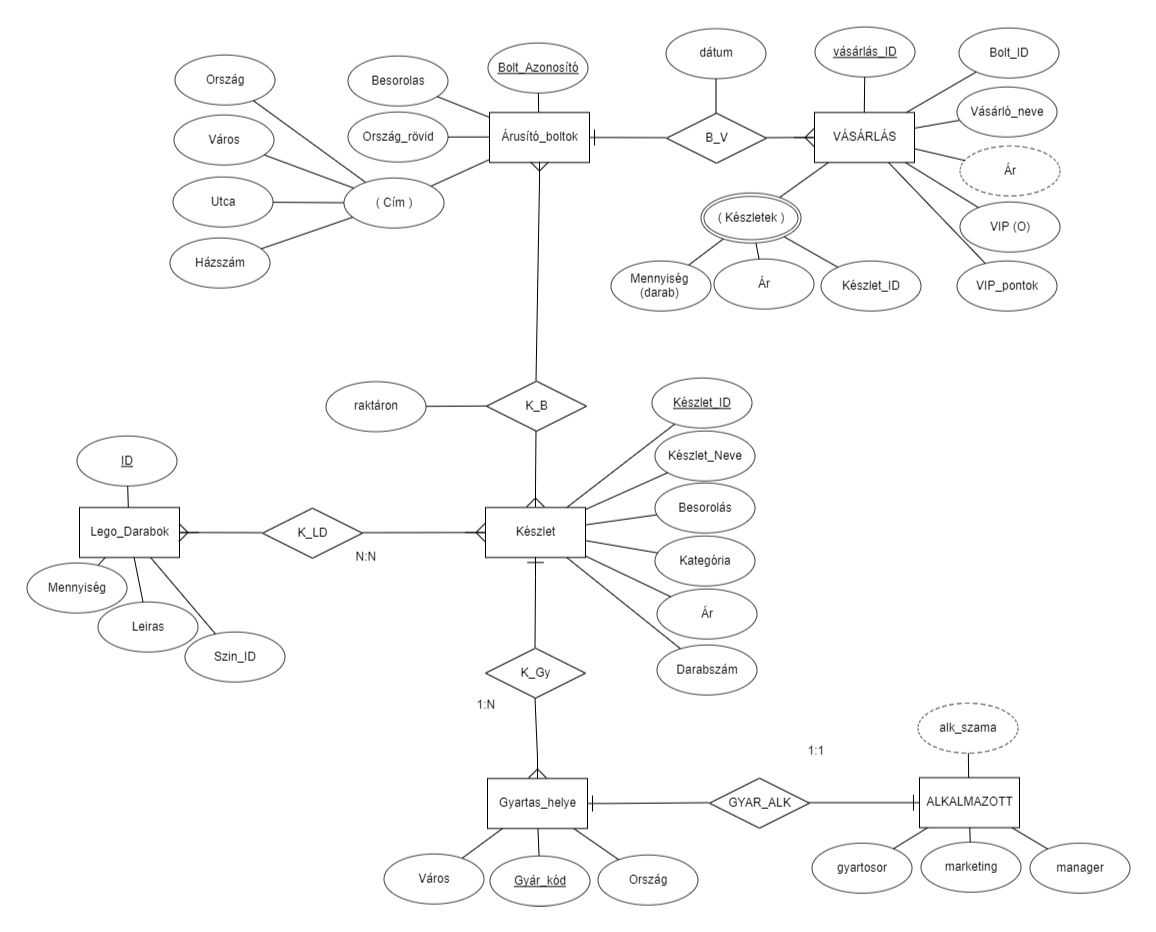 Ország
Város
Utca
Házszám
( Cím )
Besorolas
Ország_rövid
Bolt_Azonosító
Árusító_boltok
dátum
B_V
vásárlás_ID
VÁSÁRLÁS
Bolt_ID
Vásárló_neve
Ár
VIP (O)
VIP_pontok
( Készletek )
Mennyiség
(darab)
Ár
Készlet_ID
raktáron
K_B
Készlet_ID
Készlet_Neve
Besorolás
Kategória
Ár
Darabszám
ID
Lego_Darabok
K_LD
N:N
Készlet
Mennyiség
Leiras
Szin_ID
K_Gy
1:N
Gyartas_helye
Város
Gyár_kód
Ország
GYAR_ALK
1:1
alk_szama
ALKALMAZOTT
gyartosor
marketing
manager